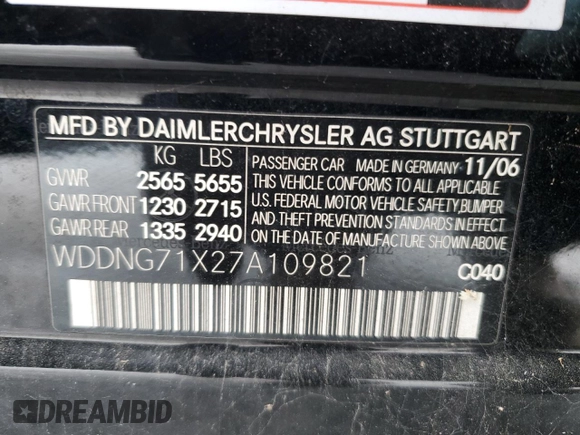 MFD BY DAIMLERCHRYSLER AG STUTTGART
KG LBS
GVWR 2565 5655
GAWR FRONT 1230 2715
GAWR REAR 1335 2940
PASSENGER CAR MADE IN GERMANY 11/06
THIS VEHICLE CONFORMS TO ALL APPLICABLE
U.S. FEDERAL MOTOR VEHICLE SAFETY, BUMPER
AND THEFT PREVENTION STANDARDS IN EFFECT
ON THE DATE OF MANUFACTURE SHOWN ABOVE.
WDDNG71X27A109821
C040
DREAMBID